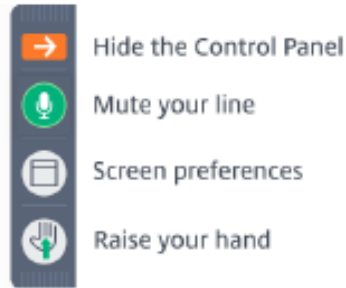 Hide the Control Panel
Mute your line
Screen preferences
Raise your hand